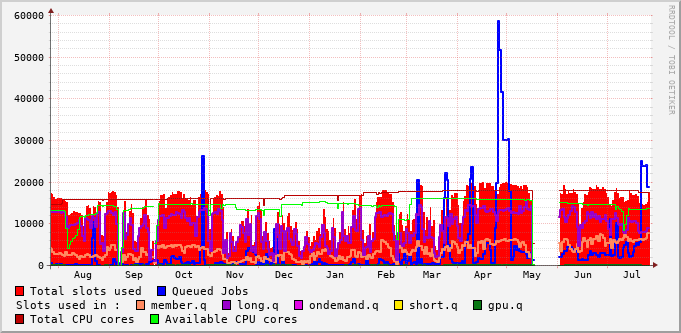 60000
50000
40000
30000
20000
10000
0
Aug Sep Oct Nov Dec Jan Feb Mar Apr May Jun Jul
RRDTOOL / TOBI OETIKER
Total slots used Queued Jobs
Slots used in : member.q long.q ondemand.q short.q gpu.q
Total CPU cores Available CPU cores